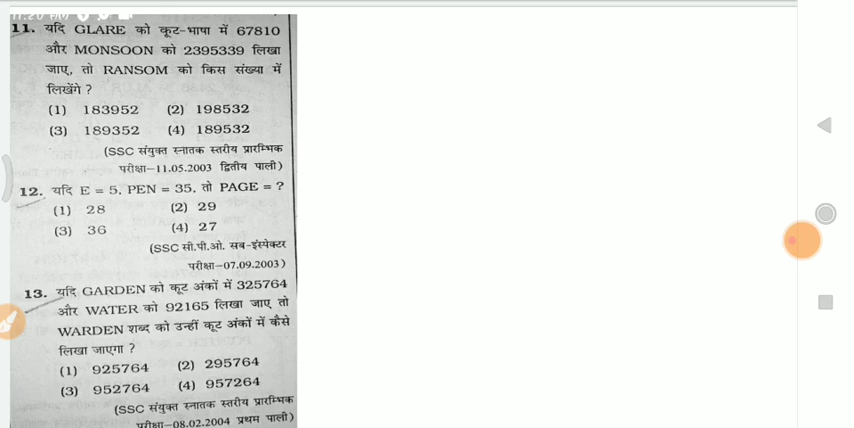 11. यदि GLARE को कूट-भाषा में 67810
और MONSOON को 2395339 लिखा
जाए, तो RANSOM को किस संख्या में
लिखेंगे ?
(1) 183952 (2) 198532
(3) 189352 (4) 189532
(SSC संयुक्त स्नातक स्तरीय प्रारम्भिक
परीक्षा–11.05.2003 द्वितीय पाली)
12. यदि E = 5, PEN = 35, तो PAGE = ?
(1) 28 (2) 29
(3) 36 (4) 27
(SSC सी.पी.ओ. सब-इंस्पेक्टर
परीक्षा–07.09.2003)
13. यदि GARDEN को कूट अंकों में 325764
और WATER को 92165 लिखा जाए तो
WARDEN शब्द को उन्हीं कूट अंकों में कैसे
लिखा जाएगा ?
(1) 925764 (2) 295764
(3) 952764 (4) 957264
(SSC संयुक्त स्नातक स्तरीय प्रारम्भिक
परीक्षा–08.02.2004 प्रथम पाली)